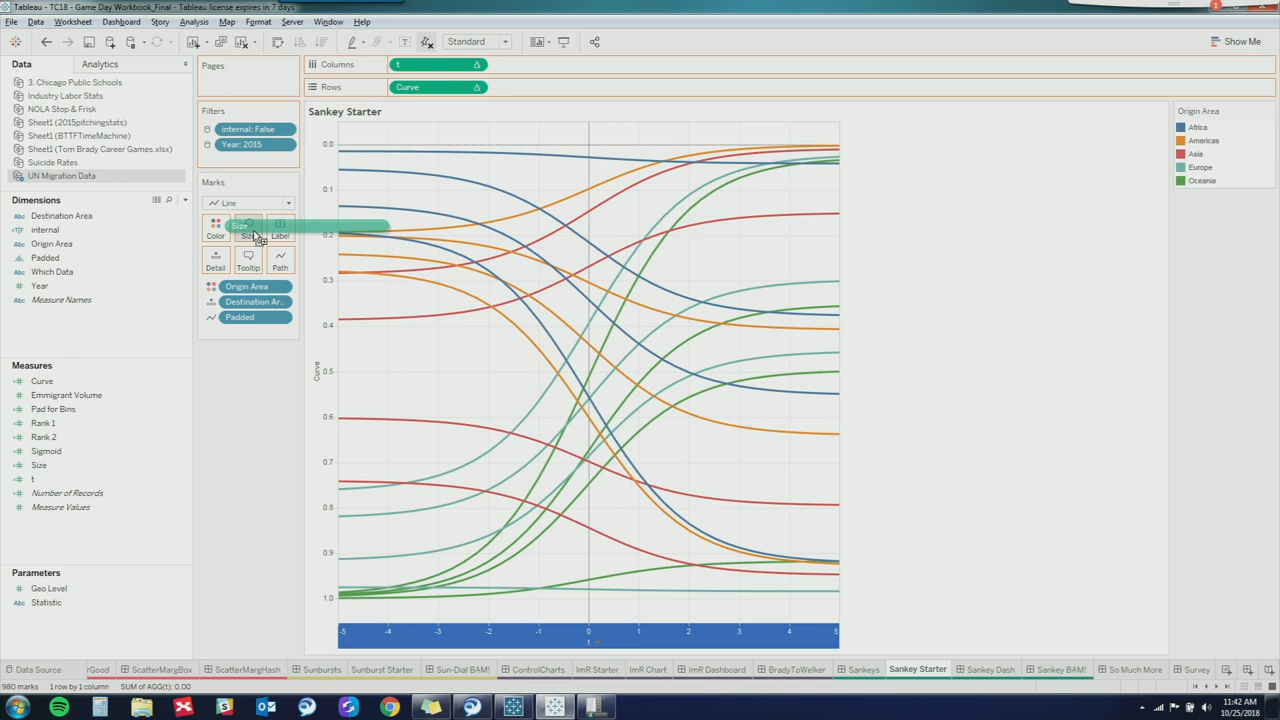 Tableau - TC18 - Game Day Workbook_Final - Tableau license expires in 7 days
1
File Data Worksheet Dashboard Story Analysis Map Format Server Window Help
Standard
Show Me
Data
Analytics
3. Chicago Public Schools
Industry Labor Stats
NOLA Stop & Frisk
Sheet1 (2015pitchingstats)
Sheet1 (BTTFTimeMachine)
Sheet1 (Tom Brady Career Games.xlsx)
Suicide Rates
UN Migration Data
Dimensions
Abc Destination Area
internal
Abc Origin Area
Padded
Abc Which Data
Abc Year
Abc Measure Names
Measures
Curve
Emmigrant Volume
Pad for Bins
Rank 1
Rank 2
Sigmoid
Size
t
Number of Records
Measure Values
Parameters
Geo Level
Abc Statistic
Pages
Filters
internal: False
Year: 2015
Marks
Line
Size
Color Size Label
Detail Tooltip Path
Origin Area
Destination Ar..
Padded
Columns t
Rows Curve
Sankey Starter
0.0
0.1
0.2
0.3
0.4
0.5
0.6
0.7
0.8
0.9
1.0
Curve
-5 -4 -3 -2 -1 0 1 2 3 4 5
t
Origin Area
Africa
Americas
Asia
Europe
Oceania
Data Source rGood ScatterMargBox ScatterMargHash Sunbursts Sunburst Starter Sun-Dial BAM! ControlCharts ImR Starter ImR Chart ImR Dashboard BradyToWelker Sankeys Sankey Starter Sankey Dash Sankey BAM! So Much More Survey
980 marks 1 row by 1 column SUM of AGG(t): 0.00
11:42 AM
10/25/2018